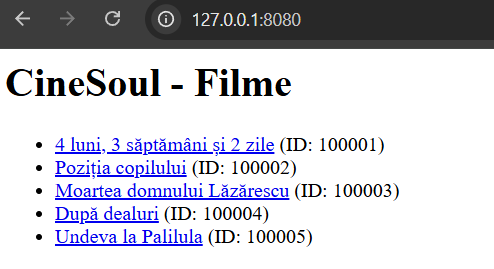 127.0.0.1:8080
CineSoul - Filme
4 luni, 3 săptămâni și 2 zile (ID: 100001)
Poziția copilului (ID: 100002)
Moartea domnului Lăzărescu (ID: 100003)
După dealuri (ID: 100004)
Undeva la Palilula (ID: 100005)